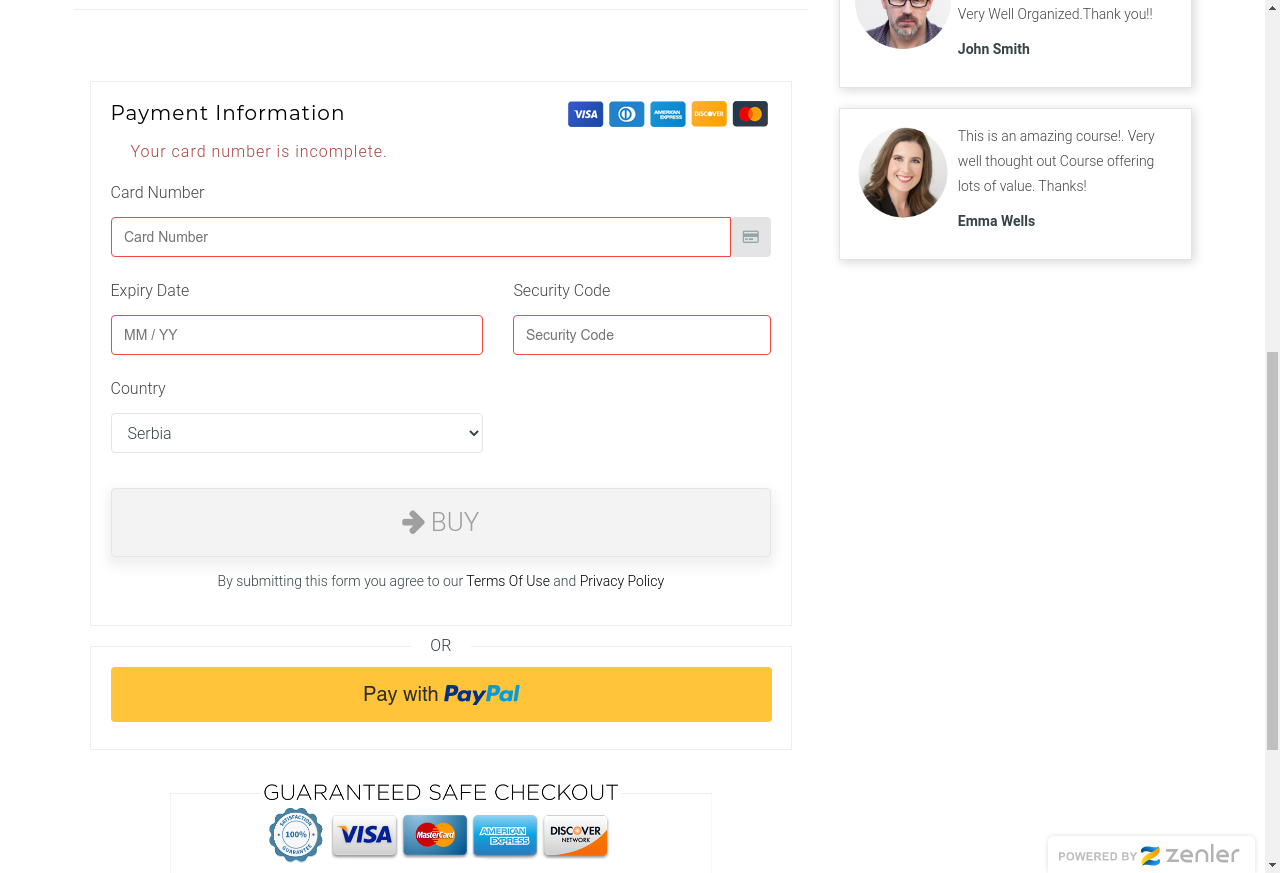 Very Well Organized.Thank you!!
John Smith
Payment Information
VISA
AMERICAN EXPRESS
DISCOVER
Your card number is incomplete.
This is an amazing course!. Very
well thought out Course offering
lots of value. Thanks!
Emma Wells
Card Number
Card Number
Expiry Date
Security Code
MM / YY
Security Code
Country
Serbia
BUY
By submitting this form you agree to our Terms Of Use and Privacy Policy
OR
Pay with PayPal
GUARANTEED SAFE CHECKOUT
SATISFACTION
100%
GUARANTEE
VISA
MasterCard
AMERICAN
EXPRESS
DISCOVER
NETWORK
POWERED BY zenler